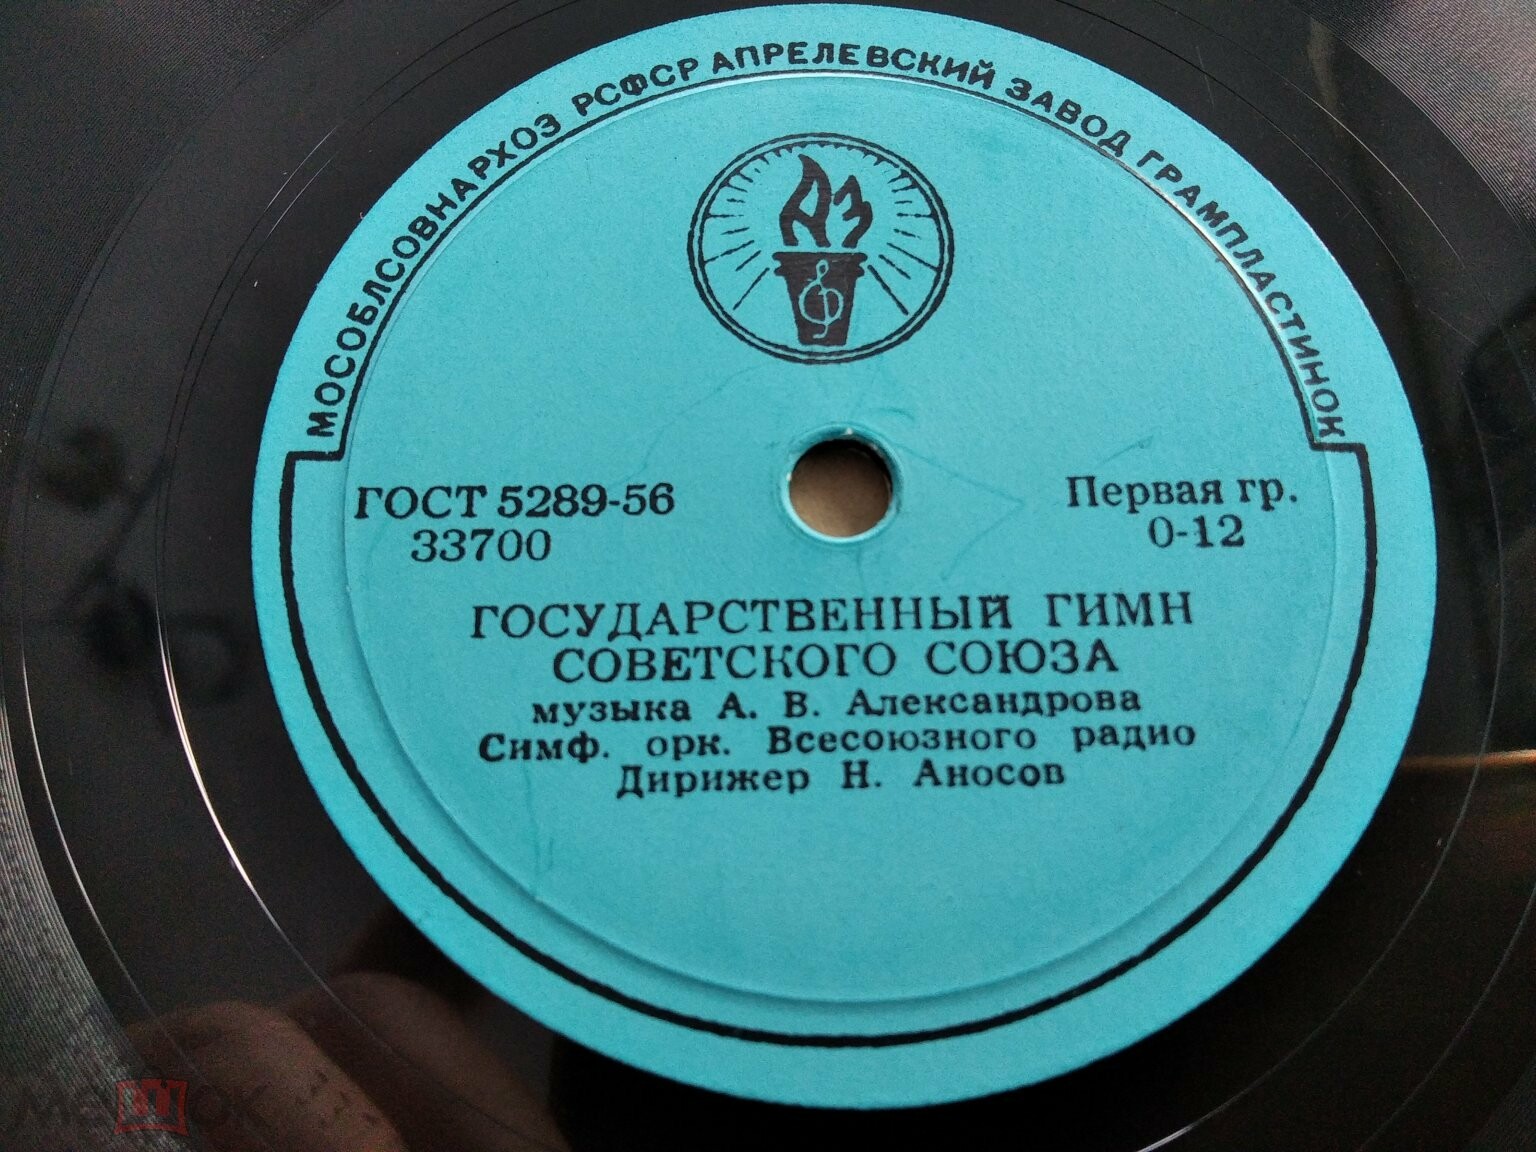 МОСОБЛСОВНАРХОЗ РСФСР АПРЕЛЕВСКИЙ ЗАВОД ГРАМПЛАСТИНОК
АЗ
ГОСТ 5289-56
33700
Первая гр.
0-12
ГОСУДАРСТВЕННЫЙ ГИМН
СОВЕТСКОГО СОЮЗА
музыка А. В. Александрова
Симф. орк. Всесоюзного радио
Дирижер Н. Аносов
мешок